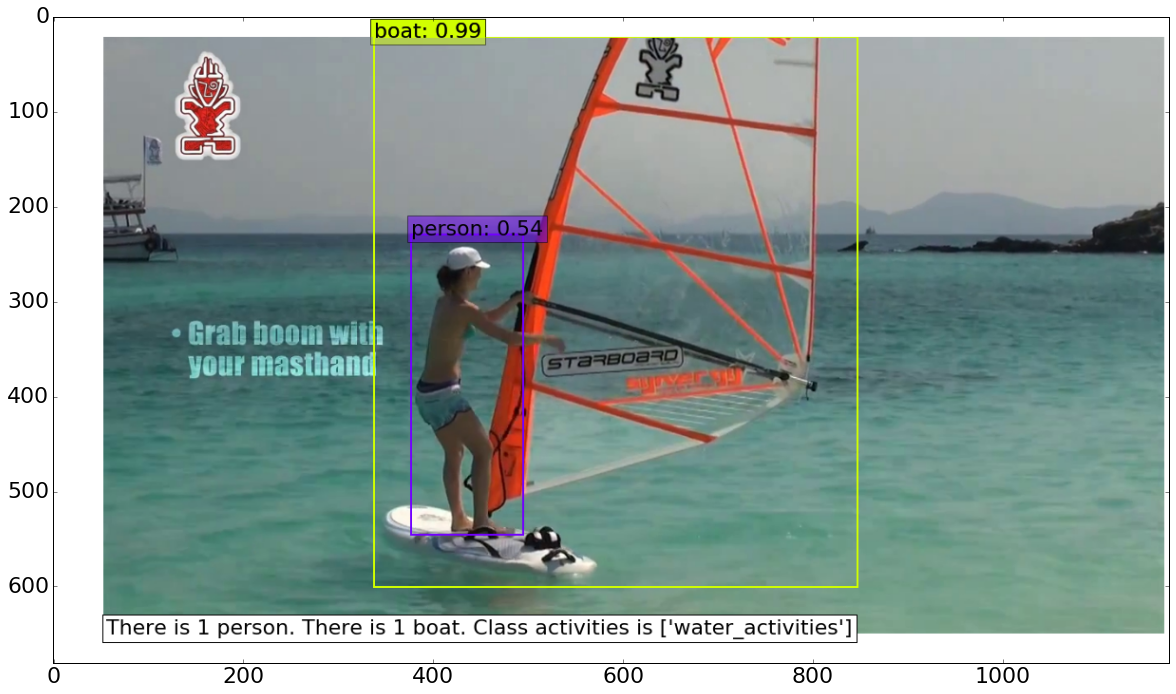 0
100
200
300
400
500
600
boat: 0.99
person: 0.54
• Grab boom with
your masthand
STARBOARD
There is 1 person. There is 1 boat. Class activities is ['water_activities']
0
200
400
600
800
1000